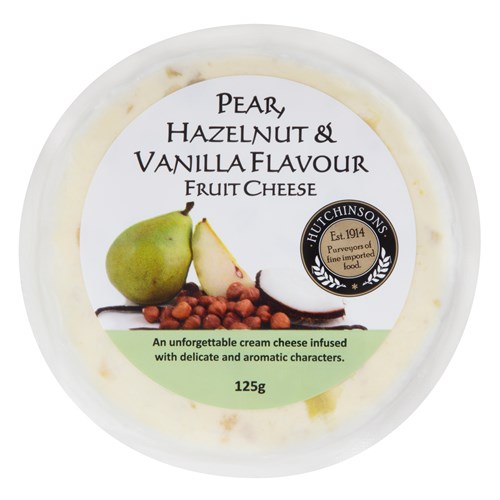 PEAR,
HAZELNUT &
VANILLA FLAVOUR
FRUIT CHEESE
HUTCHINSONS
Est. 1914
Purveyors of
fine imported
food.
An unforgettable cream cheese infused
with delicate and aromatic characters.
125g